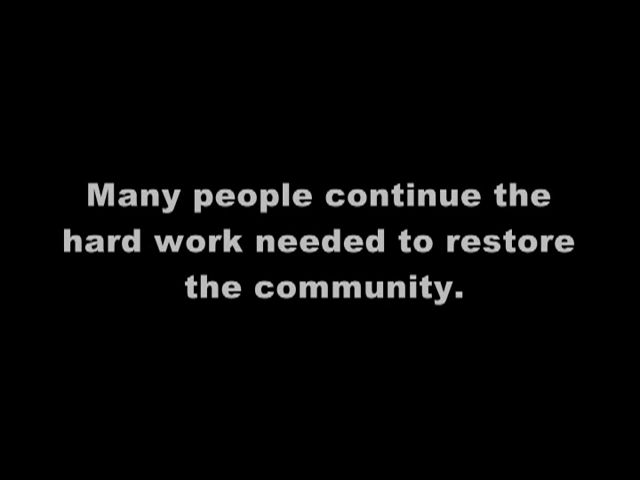 Many people continue the
hard work needed to restore
the community.